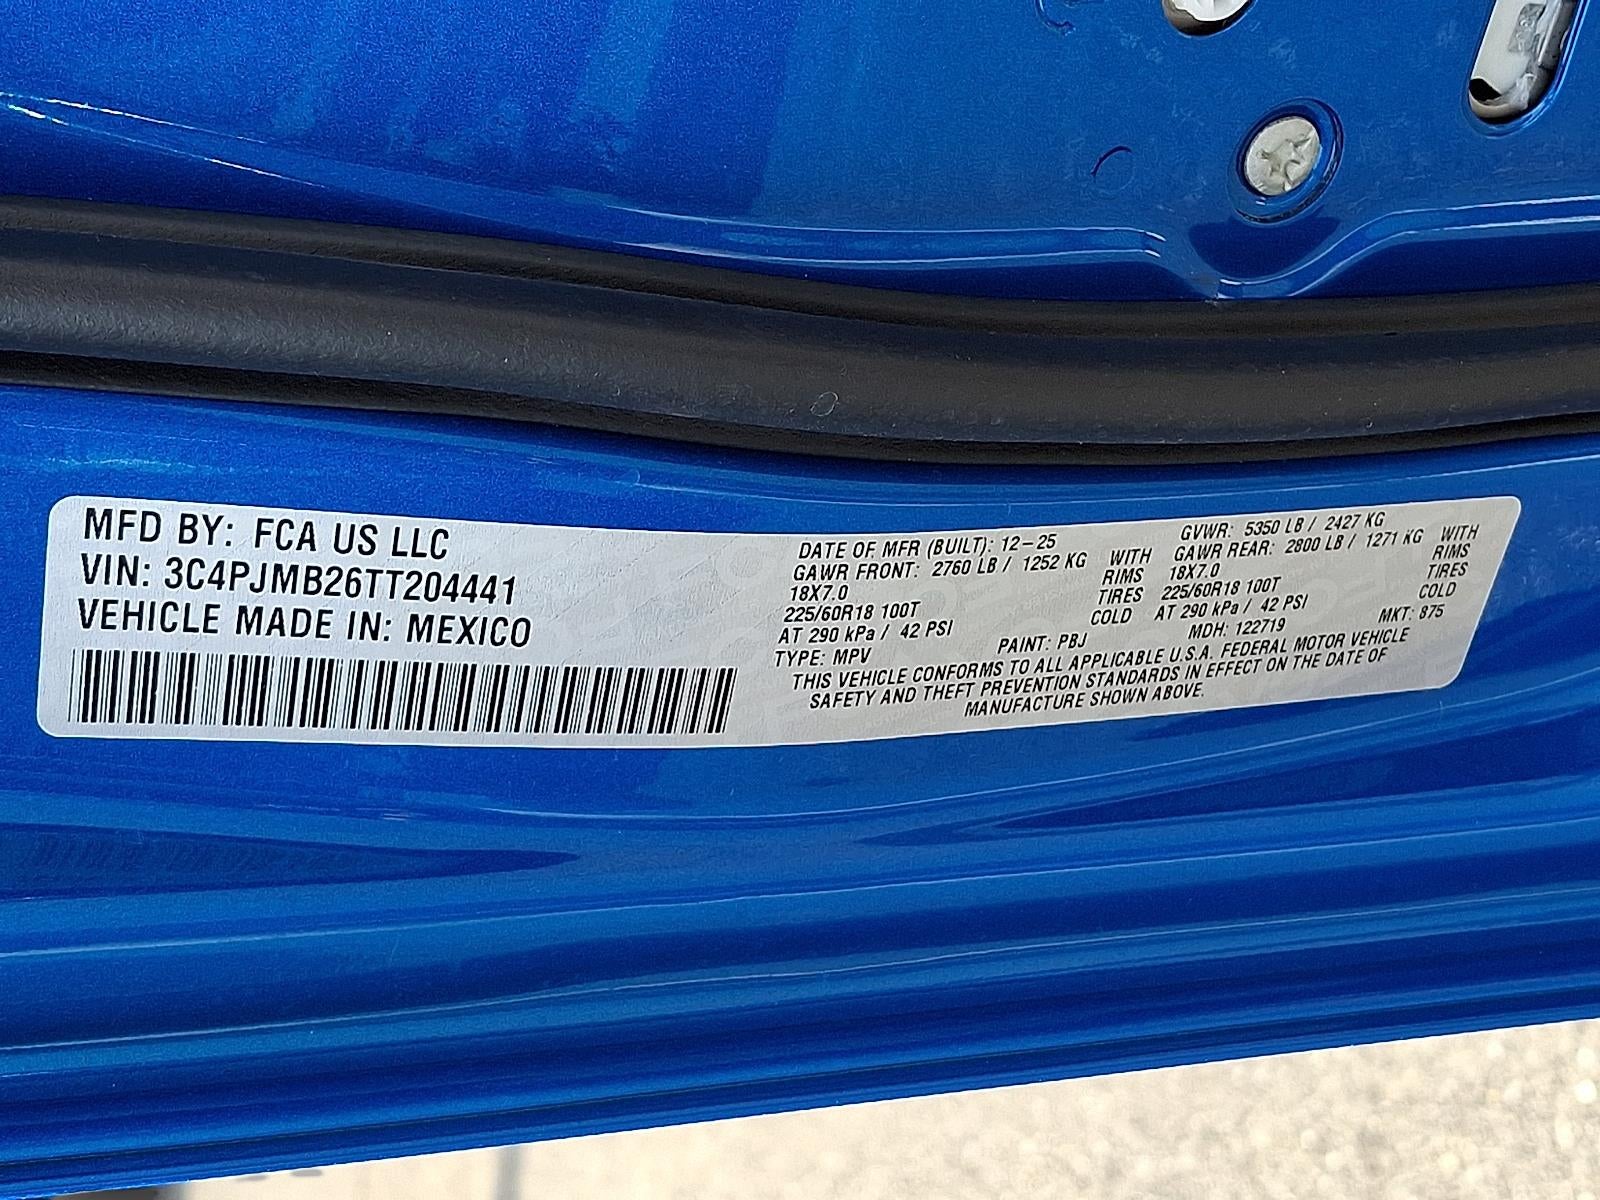 MFD BY: FCA US LLC
VIN: 3C4PJMB26TT204441
VEHICLE MADE IN: MEXICO
DATE OF MFR (BUILT): 12-25 GVWR: 5350 LB / 2427 KG
GAWR FRONT: 2760 LB / 1252 KG WITH GAWR REAR: 2800 LB / 1271 KG WITH
18X7.0 RIMS 18X7.0 RIMS
225/60R18 100T TIRES 225/60R18 100T TIRES
AT 290 kPa / 42 PSI COLD AT 290 kPa / 42 PSI COLD
TYPE: MPV PAINT: PBJ MDH: 122719 MKT: 875
THIS VEHICLE CONFORMS TO ALL APPLICABLE U.S.A. FEDERAL MOTOR VEHICLE
SAFETY AND THEFT PREVENTION STANDARDS IN EFFECT ON THE DATE OF
MANUFACTURE SHOWN ABOVE.